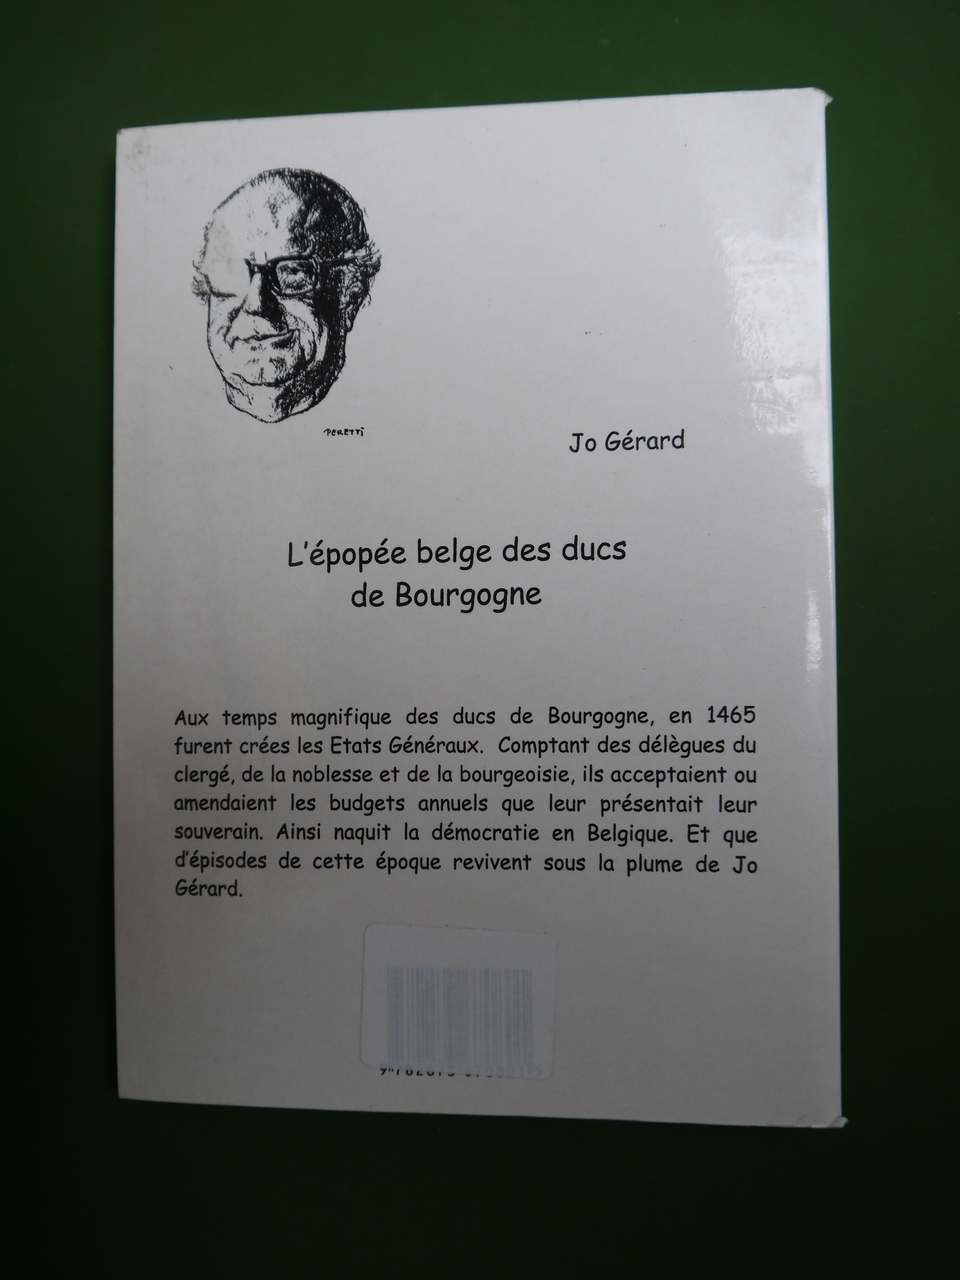 PERETTI
Jo Gérard
L'épopée belge des ducs
de Bourgogne
Aux temps magnifique des ducs de Bourgogne, en 1465
furent crées les Etats Généraux. Comptant des délègues du
clergé, de la noblesse et de la bourgeoisie, ils acceptaient ou
amendaient les budgets annuels que leur présentait leur
souverain. Ainsi naquit la démocratie en Belgique. Et que
d'épisodes de cette époque revivent sous la plume de Jo
Gérard.